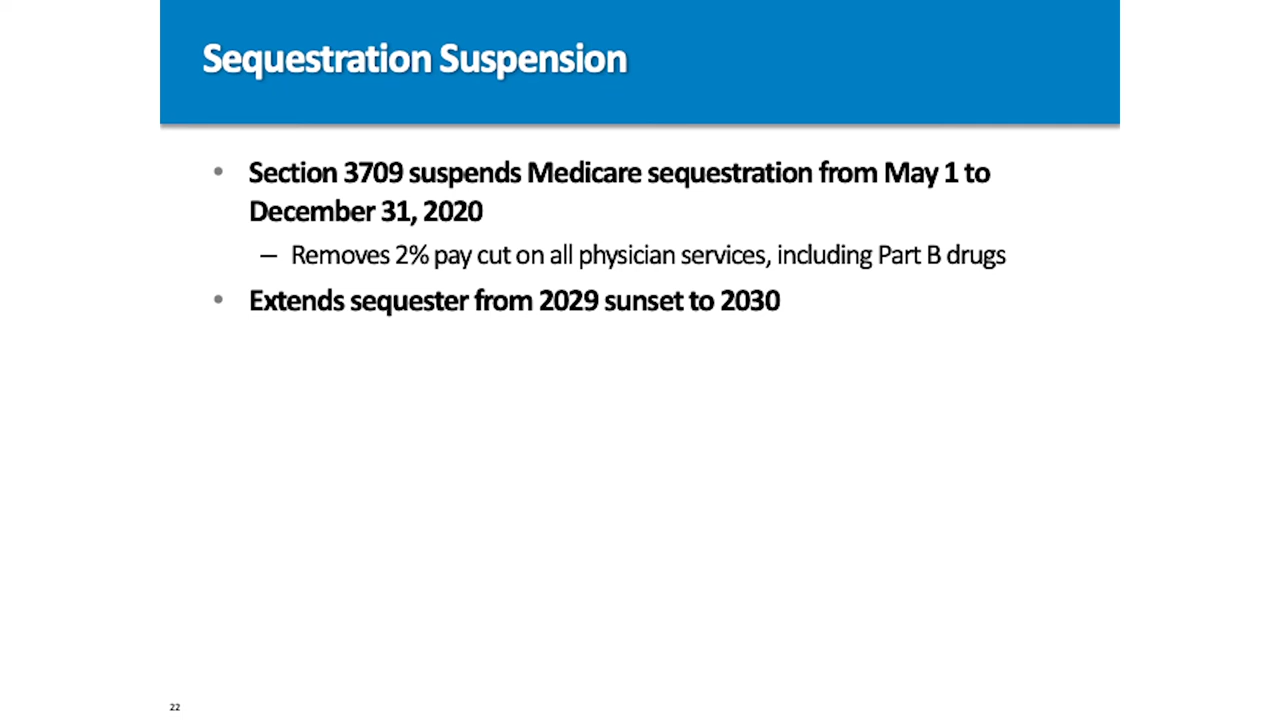 Sequestration Suspension
• Section 3709 suspends Medicare sequestration from May 1 to
December 31, 2020
– Removes 2% pay cut on all physician services, including Part B drugs
• Extends sequester from 2029 sunset to 2030
22